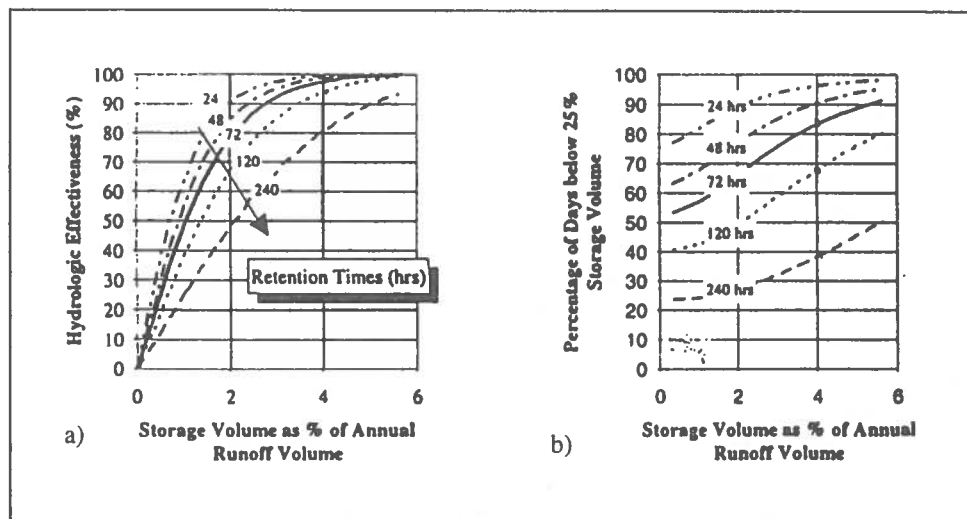 Hydrologic Effectiveness (%)
100
90
80
70
60
50
40
30
20
10
0
24
48
72
120
240
Retention Times (hrs)
0
2
4
6
a)
Storage Volume as % of Annual
Runoff Volume
Percentage of Days below 25%
Storage Volume
100
90
80
70
60
50
40
30
20
10
0
24 hrs
48 hrs
72 hrs
120 hrs
240 hrs
0
2
4
6
b)
Storage Volume as % of Annual
Runoff Volume